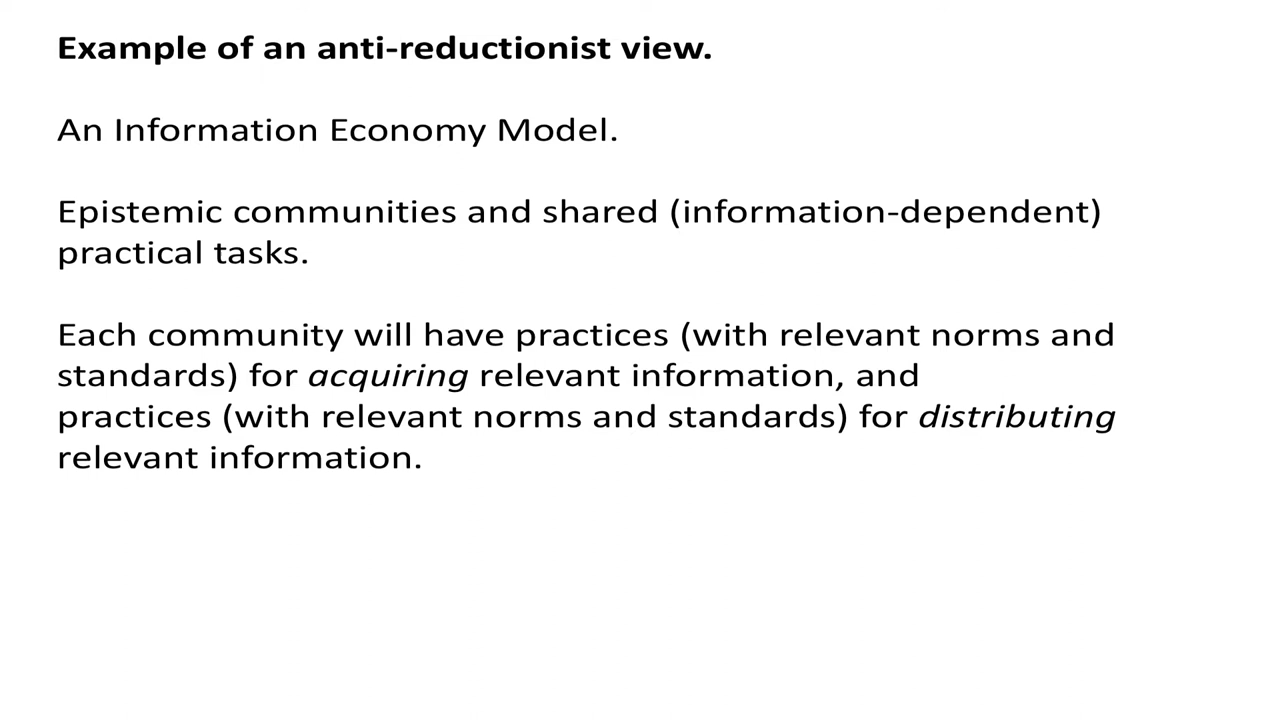 Example of an anti-reductionist view.
An Information Economy Model.
Epistemic communities and shared (information-dependent)
practical tasks.
Each community will have practices (with relevant norms and
standards) for acquiring relevant information, and
practices (with relevant norms and standards) for distributing
relevant information.